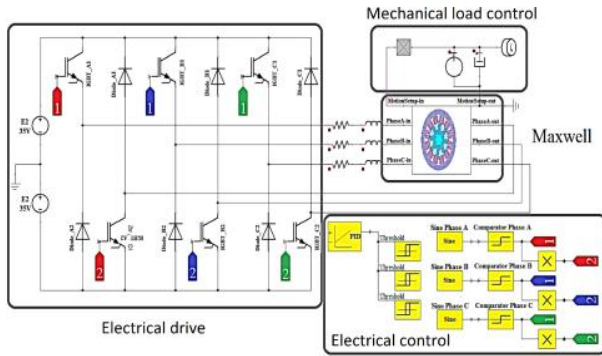 Mechanical load control
IGBT_A1
Diode_A1
IGBT_B1
Diode_B1
IGBT_C1
Diode_C1
1
1
1
MotionSetup-in
MotionSetup-out
E2
35V
PhaseA-in
PhaseA-out
PhaseB-in
PhaseB-out
PhaseC-in
PhaseC-out
Maxwell
E2
35V
Diode_A2
Diode_B2
IGBT_B2
Diode_C2
IGBT_C2
2
2
2
PID
Threshold
Threshold
Threshold
Sine Phase A
Comparator Phase A
Sine
1
2
Sine Phase B
Comparator Phase B
Sine
1
2
Sine Phase C
Comparator Phase C
Sine
1
2
Electrical drive
Electrical control